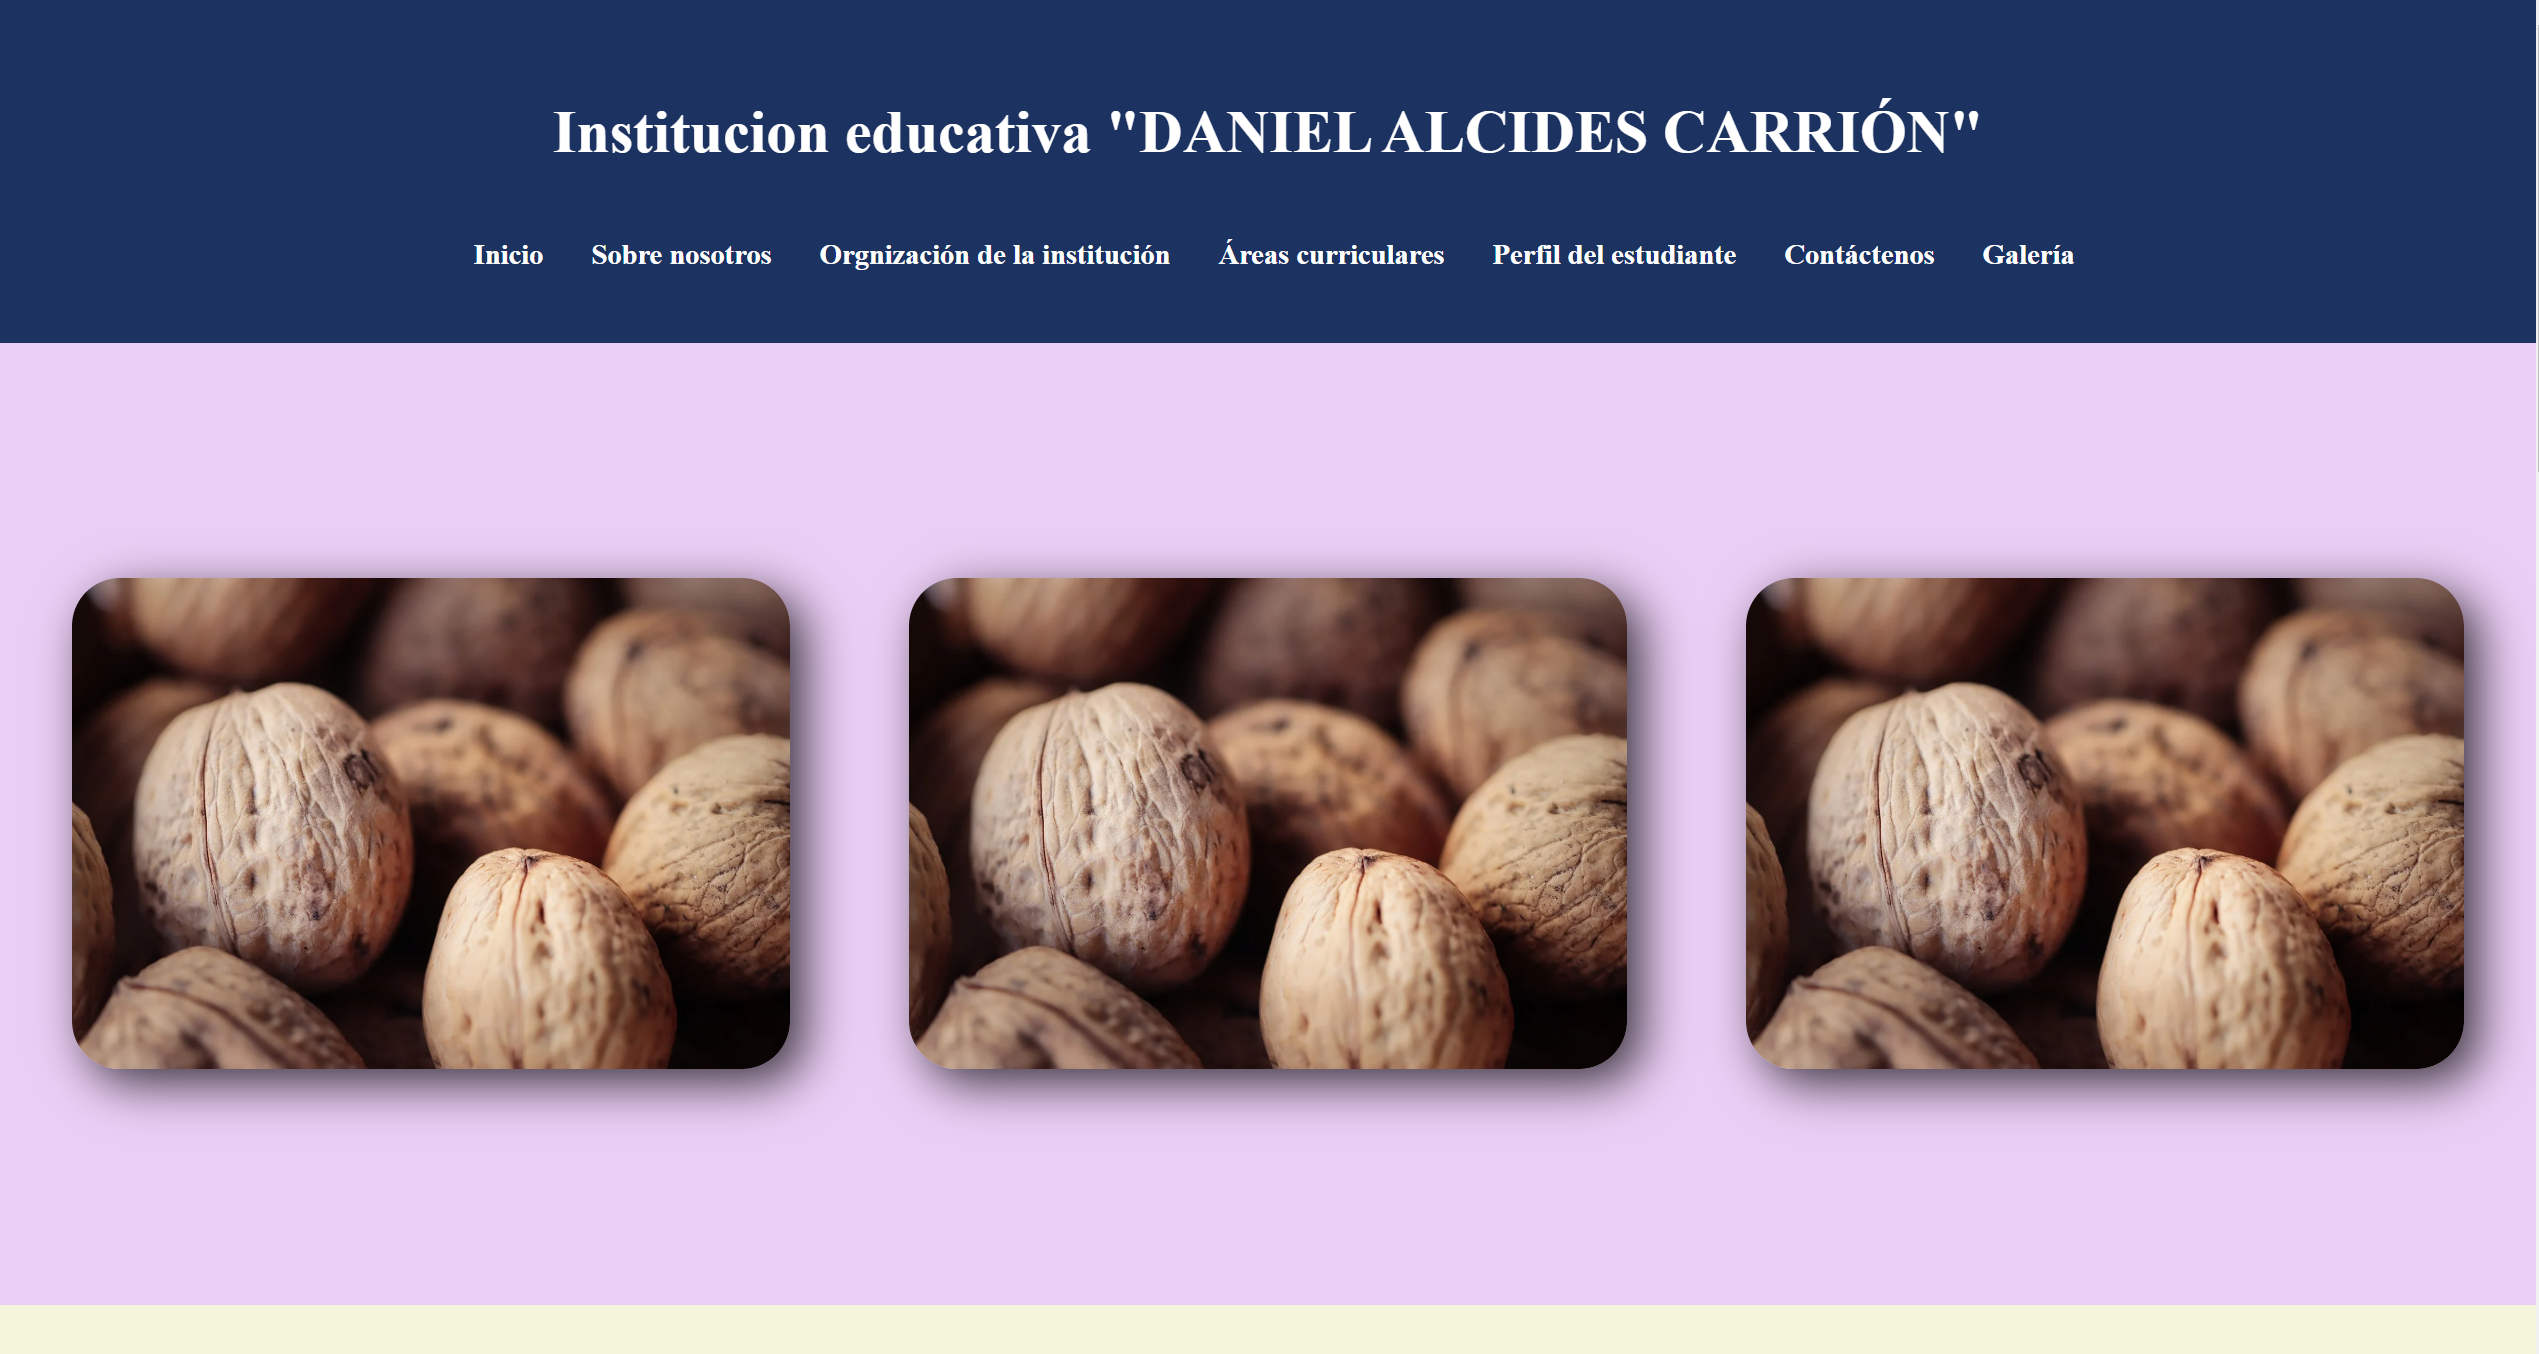 Institucion educativa "DANIEL ALCIDES CARRIÓN"
Inicio Sobre nosotros Orgnización de la institución Áreas curriculares Perfil del estudiante Contáctenos Galería